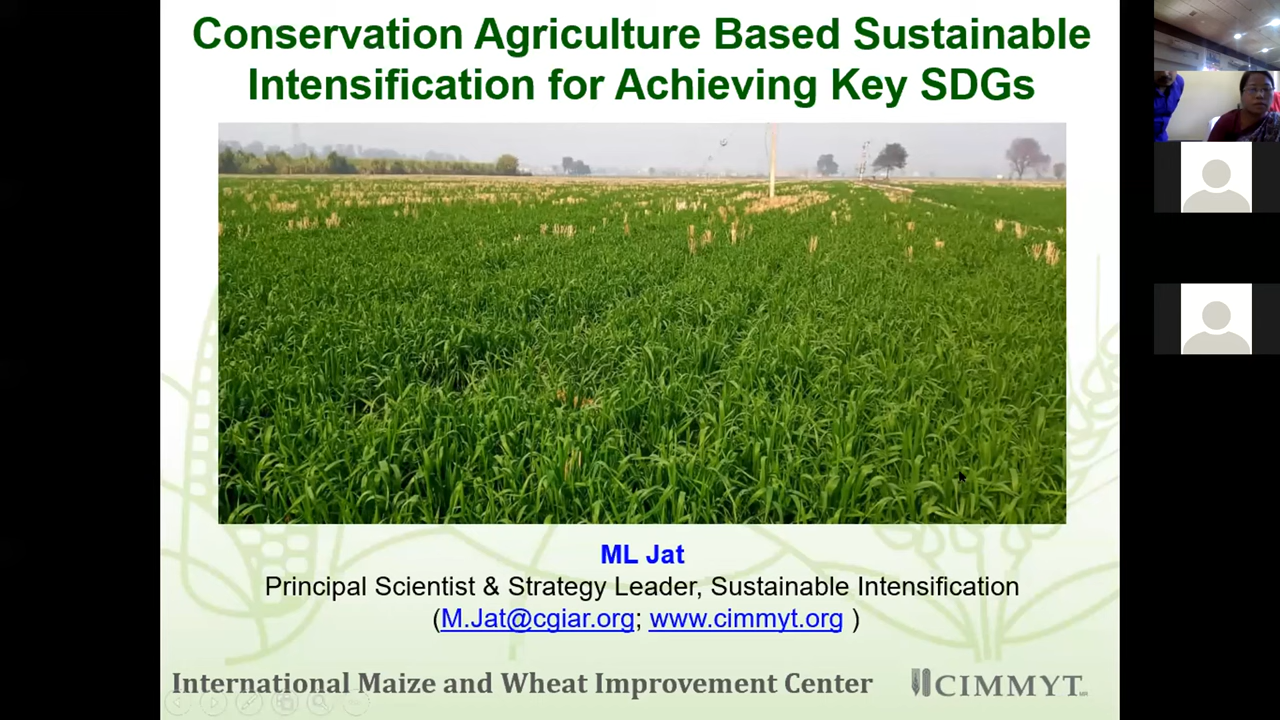 Conservation Agriculture Based Sustainable
Intensification for Achieving Key SDGs
ML Jat
Principal Scientist & Strategy Leader, Sustainable Intensification
(M.Jat@cgiar.org; www.cimmyt.org )
International Maize and Wheat Improvement Center
CIMMYT